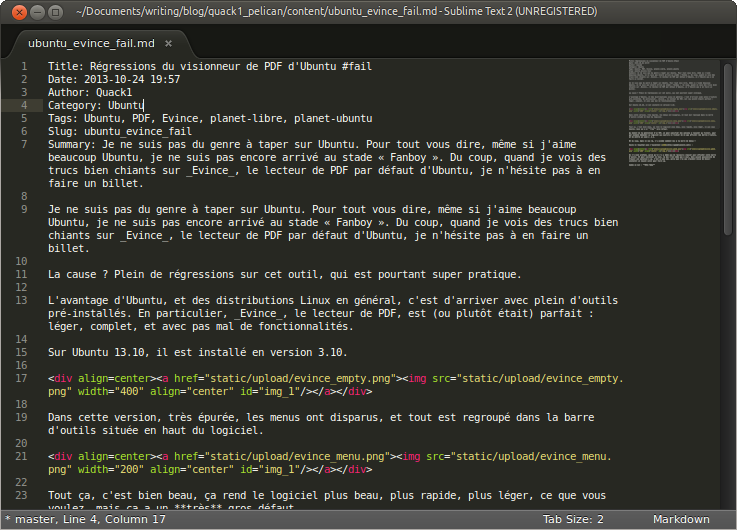 ~/Documents/writing/blog/quack1_pelican/content/ubuntu_evince_fail.md - Sublime Text 2 (UNREGISTERED)
ubuntu_evince_fail.md ×
1 Title: Régressions du visionneur de PDF d'Ubuntu #fail
2 Date: 2013-10-24 19:57
3 Author: Quack1
4 Category: Ubuntu
5 Tags: Ubuntu, PDF, Evince, planet-libre, planet-ubuntu
6 Slug: ubuntu_evince_fail
7 Summary: Je ne suis pas du genre à taper sur Ubuntu. Pour tout vous dire, même si j'aime
beaucoup Ubuntu, je ne suis pas encore arrivé au stade « Fanboy ». Du coup, quand je vois des
trucs bien chiants sur _Evince_, le lecteur de PDF par défaut d'Ubuntu, je n'hésite pas à en
faire un billet.
8
9 Je ne suis pas du genre à taper sur Ubuntu. Pour tout vous dire, même si j'aime beaucoup
Ubuntu, je ne suis pas encore arrivé au stade « Fanboy ». Du coup, quand je vois des trucs bien
chiants sur _Evince_, le lecteur de PDF par défaut d'Ubuntu, je n'hésite pas à en faire un
billet.
10
11 La cause ? Plein de régressions sur cet outil, qui est pourtant super pratique.
12
13 L'avantage d'Ubuntu, et des distributions Linux en général, c'est d'arriver avec plein d'outils
pré-installés. En particulier, _Evince_, le lecteur de PDF, est (ou plutôt était) parfait :
léger, complet, et avec pas mal de fonctionnalités.
14
15 Sur Ubuntu 13.10, il est installé en version 3.10.
16
17 <div align=center><a href="static/upload/evince_empty.png"><img src="static/upload/evince_empty.
png" width="400" align="center" id="img_1"/></a></div>
18
19 Dans cette version, très épurée, les menus ont disparus, et tout est regroupé dans la barre
d'outils située en haut du logiciel.
20
21 <div align=center><a href="static/upload/evince_menu.png"><img src="static/upload/evince_menu.
png" width="200" align="center" id="img_1"/></a></div>
22
23 Tout ça, c'est bien beau, ça rend le logiciel plus beau, plus rapide, plus léger, ce que vous
voulez, mais ça a un **très** gros défaut
* master, Line 4, Column 17
Tab Size: 2
Markdown